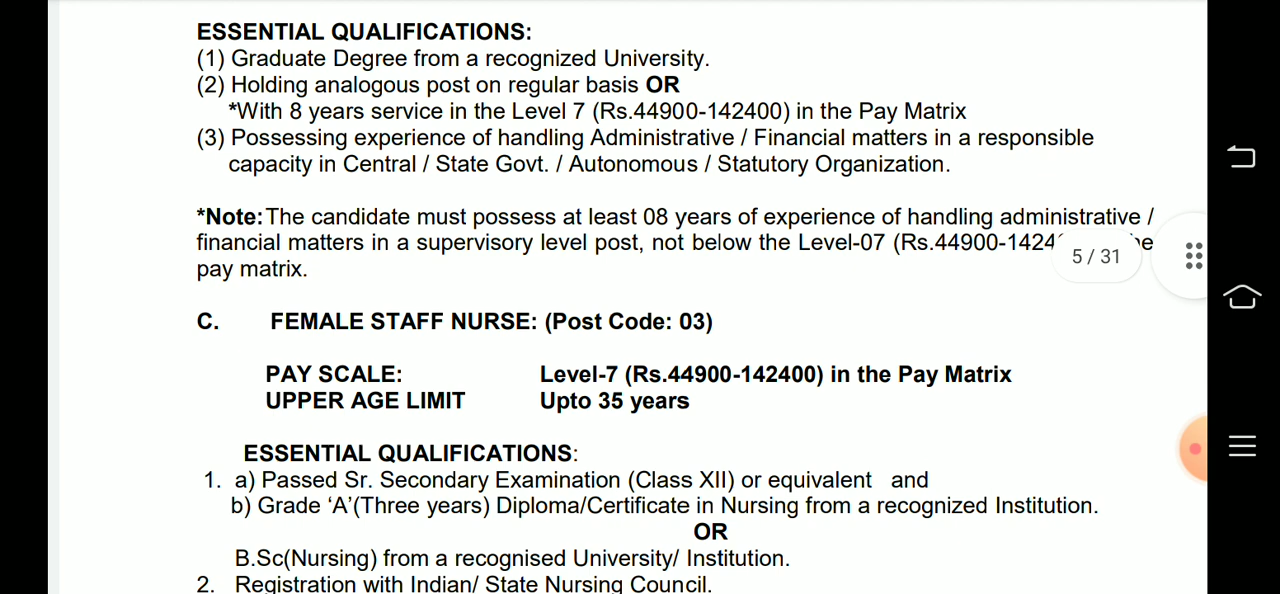 ESSENTIAL QUALIFICATIONS:
(1) Graduate Degree from a recognized University.
(2) Holding analogous post on regular basis OR
*With 8 years service in the Level 7 (Rs.44900-142400) in the Pay Matrix
(3) Possessing experience of handling Administrative / Financial matters in a responsible
capacity in Central / State Govt. / Autonomous / Statutory Organization.
*Note: The candidate must possess at least 08 years of experience of handling administrative /
financial matters in a supervisory level post, not below the Level-07 (Rs.44900-1424
5 / 31
pay matrix.
C. FEMALE STAFF NURSE: (Post Code: 03)
PAY SCALE: Level-7 (Rs.44900-142400) in the Pay Matrix
UPPER AGE LIMIT Upto 35 years
ESSENTIAL QUALIFICATIONS:
1. a) Passed Sr. Secondary Examination (Class XII) or equivalent and
b) Grade ‘A’(Three years) Diploma/Certificate in Nursing from a recognized Institution.
OR
B.Sc(Nursing) from a recognised University/ Institution.
2. Registration with Indian/ State Nursing Council.